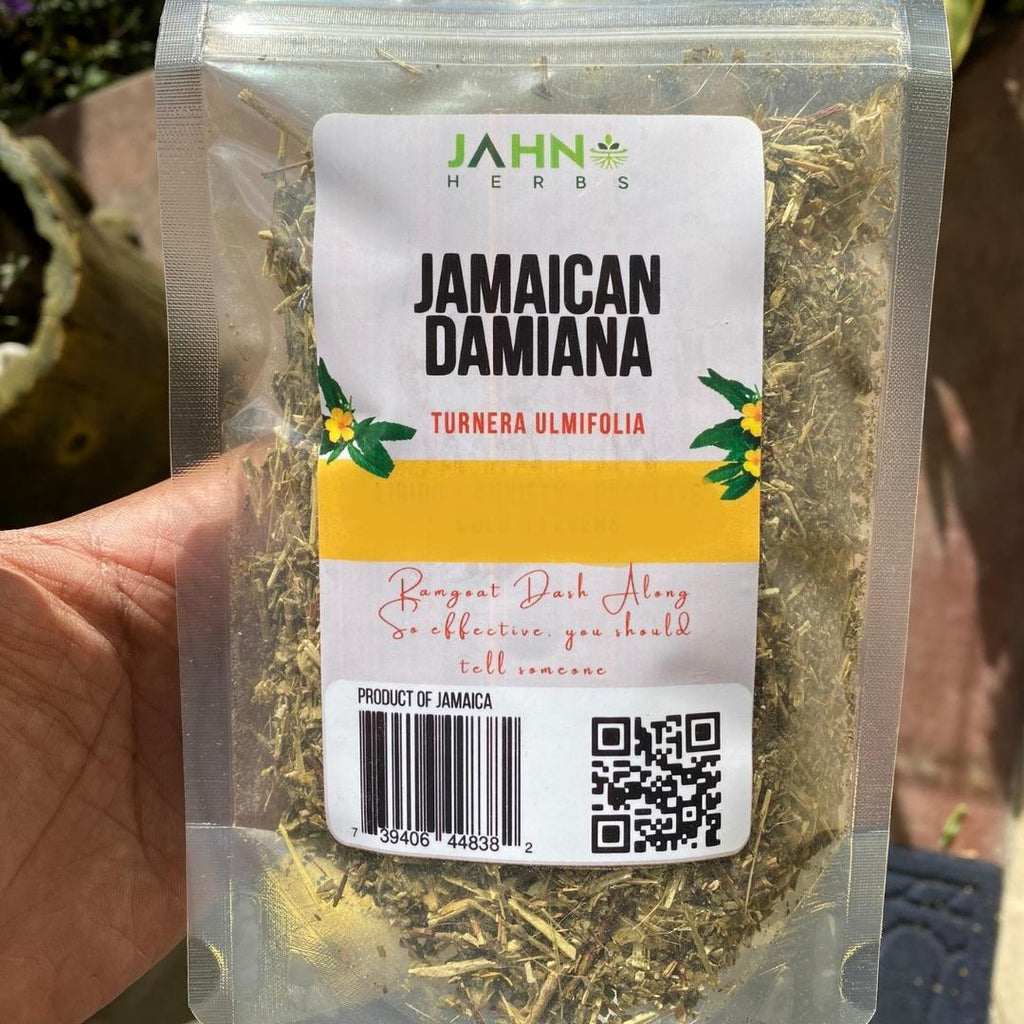 JAHN
HERBS
JAMAICAN
DAMIANA
TURNERA ULMIFOLIA
Ramgoat Dash Along
So effective. you should
tell someone
PRODUCT OF JAMAICA
7 39406 44838 2